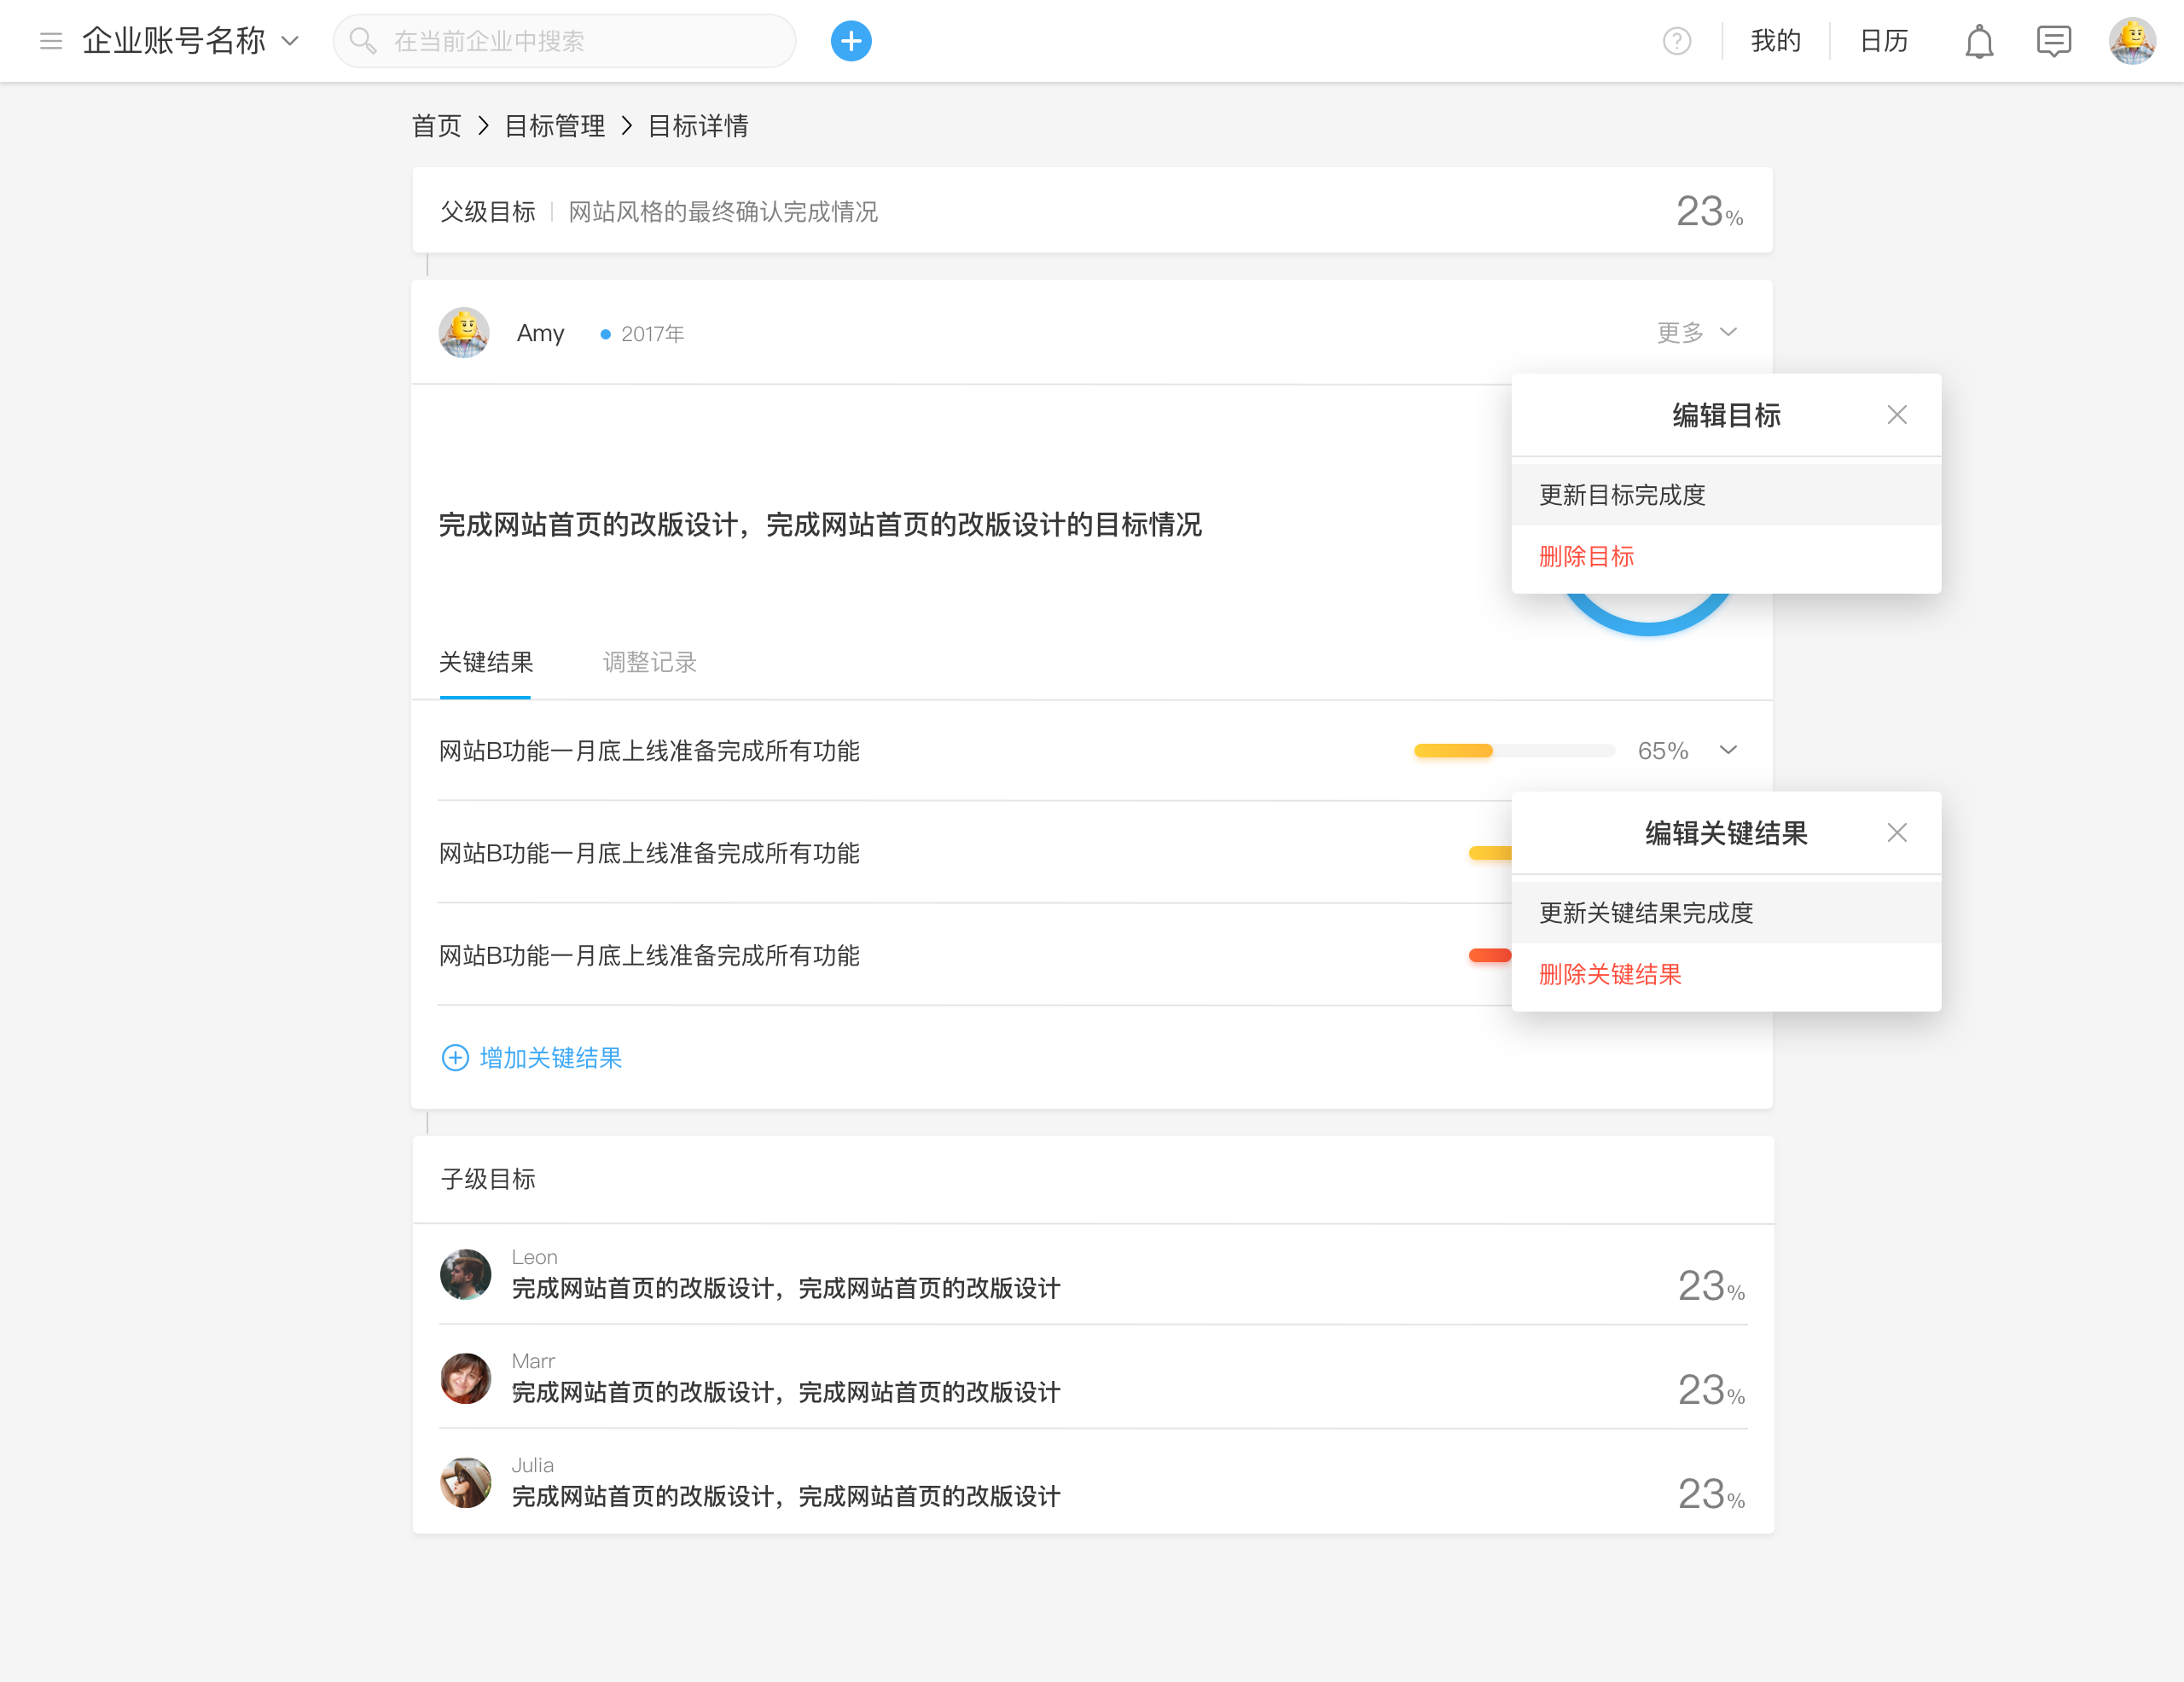 企业账号名称
在当前企业中搜索
?
我的
日历
首页 > 目标管理 > 目标详情
父级目标 | 网站风格的最终确认完成情况 23%
Amy 2017年 更多
编辑目标
更新目标完成度
删除目标
完成网站首页的改版设计，完成网站首页的改版设计的目标情况
关键结果 调整记录
网站B功能一月底上线准备完成所有功能 65%
网站B功能一月底上线准备完成所有功能
网站B功能一月底上线准备完成所有功能
编辑关键结果
更新关键结果完成度
删除关键结果
增加关键结果
子级目标
Leon
完成网站首页的改版设计，完成网站首页的改版设计 23%
Marr
完成网站首页的改版设计，完成网站首页的改版设计 23%
Julia
完成网站首页的改版设计，完成网站首页的改版设计 23%